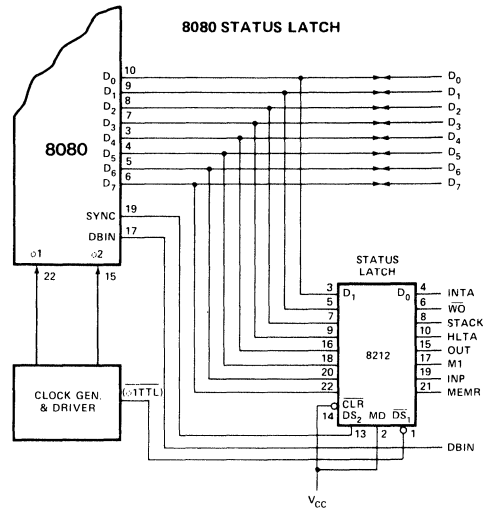 8080 STATUS LATCH
8080
D0 10 D0
D1 9 D1
D2 8 D2
D3 7 D3
D4 3 D4
D5 4 D5
D6 5 D6
D7 6 D7
SYNC 19
DBIN 17
φ1 φ2
22 15
CLOCK GEN.
& DRIVER
(φ1TTL)
STATUS
LATCH
3 D1 D0 4 INTA
5 6 WO
7 8 STACK
9 10 HLTA
16 15 OUT
18 17 M1
20 19 INP
22 21 MEMR
8212
CLR
14 DS2 MD DS1
13 2 1
DBIN
VCC